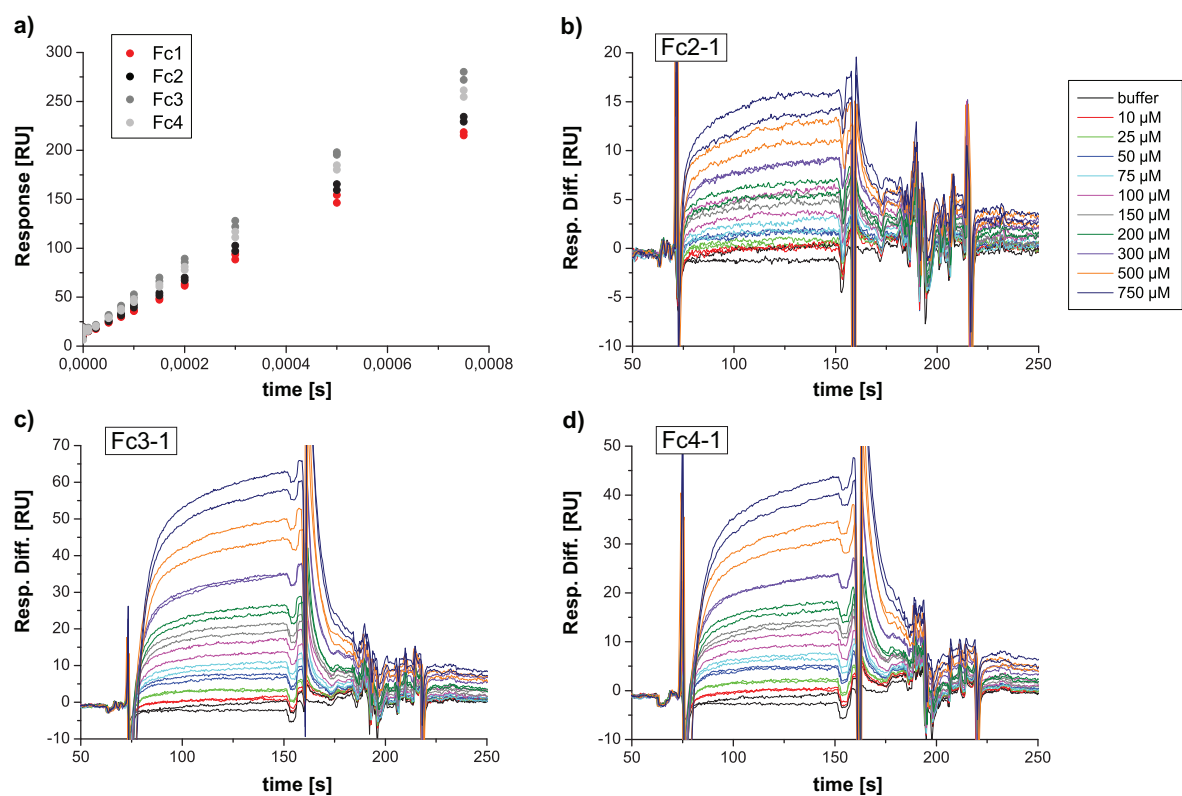 a)
Fc1
Fc2
Fc3
Fc4
300
250
200
150
100
50
0
Response [RU]
0,0000 0,0002 0,0004 0,0006 0,0008
time [s]
b)
Fc2-1
20
15
10
5
0
-5
-10
Resp. Diff. [RU]
50 100 150 200 250
time [s]
buffer
10 µM
25 µM
50 µM
75 µM
100 µM
150 µM
200 µM
300 µM
500 µM
750 µM
c)
Fc3-1
70
60
50
40
30
20
10
0
-10
Resp. Diff. [RU]
50 100 150 200 250
time [s]
d)
Fc4-1
50
40
30
20
10
0
-10
Resp. Diff. [RU]
50 100 150 200 250
time [s]